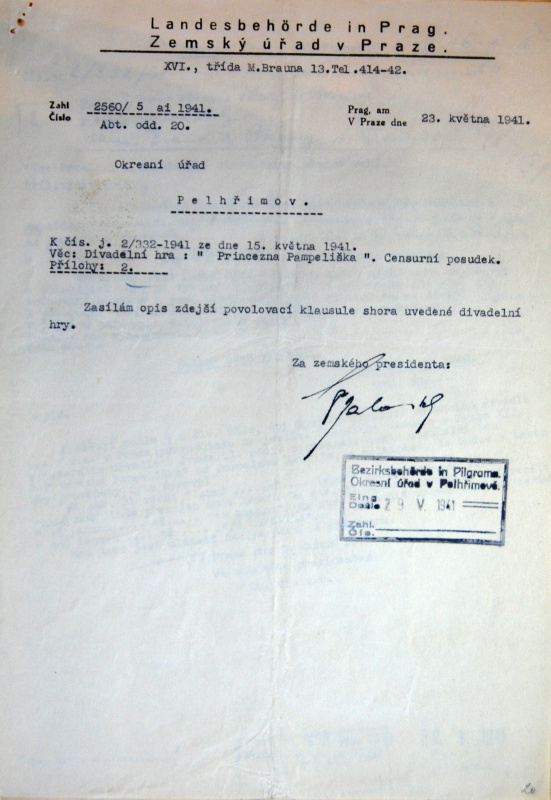 Landesbehörde in Prag.
Zemský úřad v Praze.
XVI., třída M.Brauna 13.Tel.414-42.
Zahl
Číslo
2560/ 5 ai 1941.
Abt. odd. 20.
Prag, am
V Praze dne
23. května 1941.
Okresní úřad
Pelhřimov.
K čís. j. 2/332-1941 ze dne 15. května 1941.
Věc: Divadelní hra : " Princezna Pampeliška ". Censurní posudek.
Přílohy: 2.
Zasílám opis zdejší povolovací klausule shora uvedené divadelní
hry.
Za zemského presidenta:
Bezirksbehörde in Pilgrams.
Okresní úřad v Pelhřimově.
Eing.
Došlo 29 V. 1941
Zahl.
Čís.
20